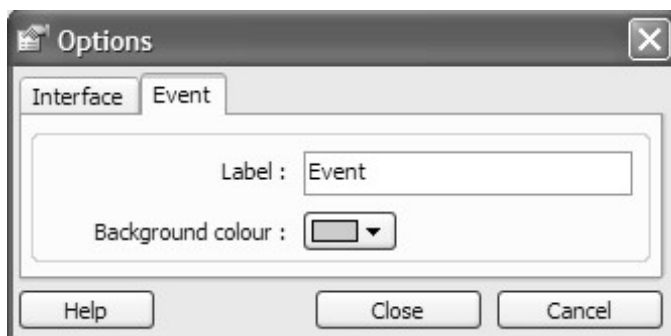 Options
Interface Event
Label : Event
Background colour :
Help Close Cancel